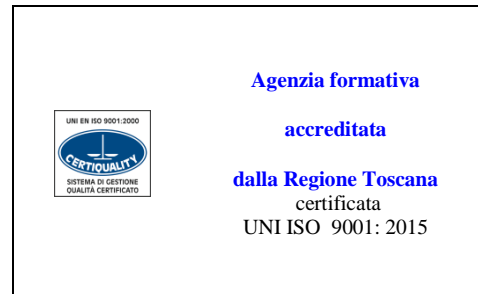 UNI EN ISO 9001:2000
CERTIQUALITY
SISTEMA DI GESTIONE
QUALITÀ CERTIFICATO
Agenzia formativa
accreditata
dalla Regione Toscana
certificata
UNI ISO 9001: 2015